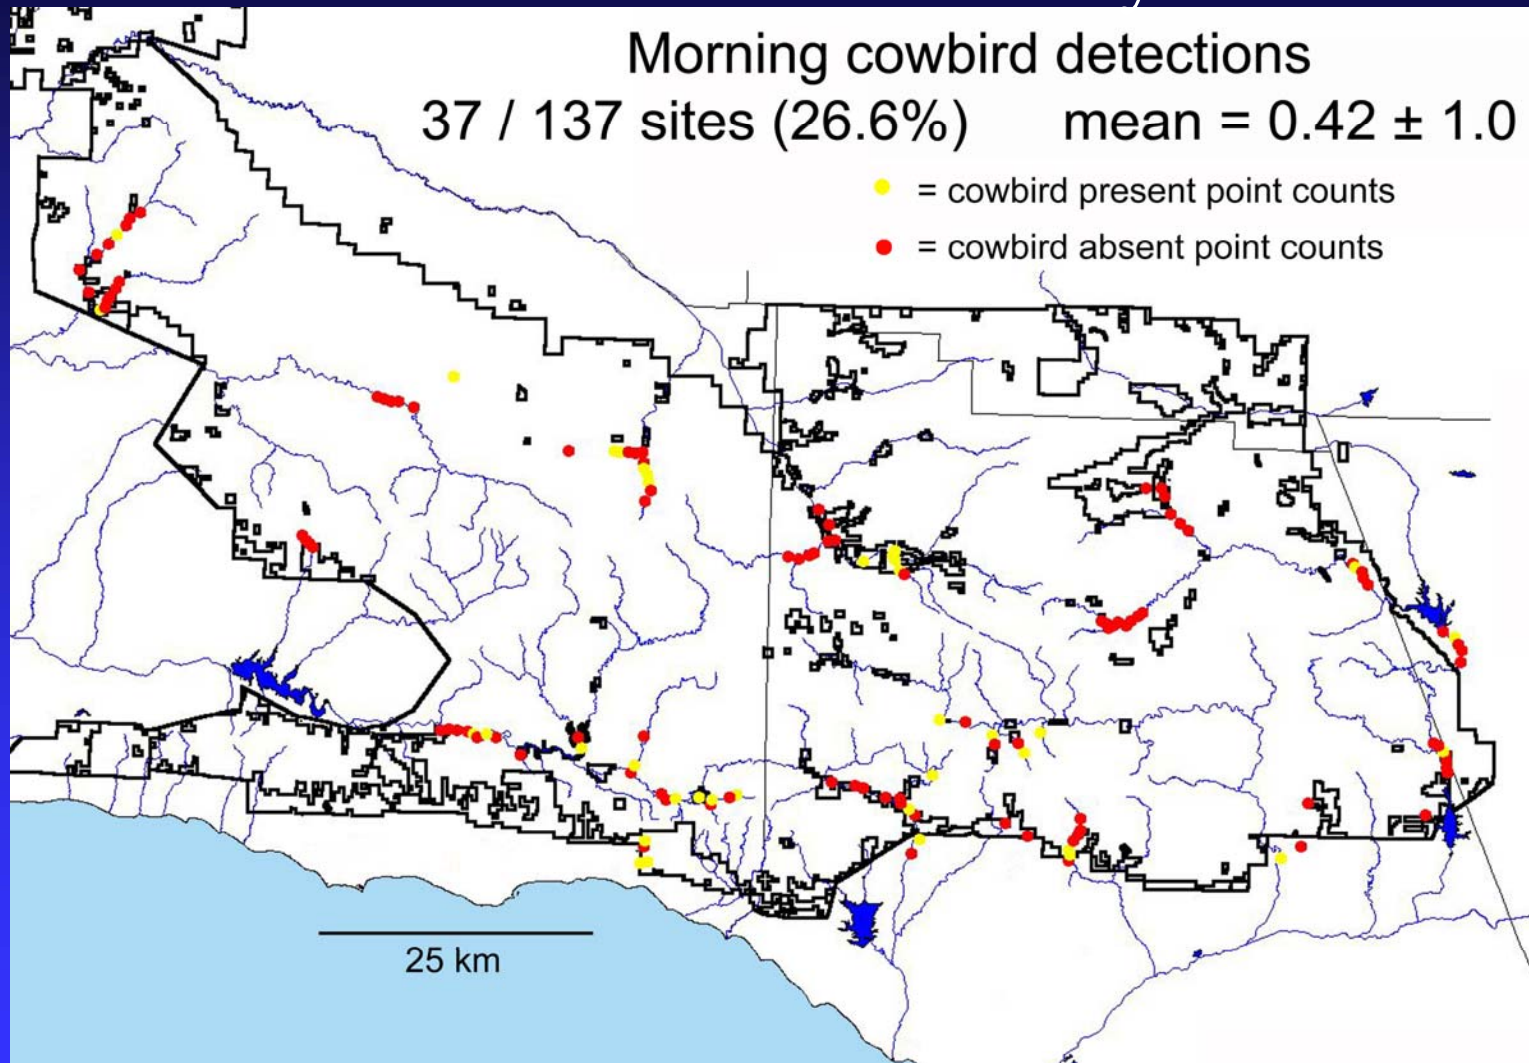 Morning cowbird detections
37 / 137 sites (26.6%) mean = 0.42 ± 1.0
= cowbird present point counts
= cowbird absent point counts
25 km